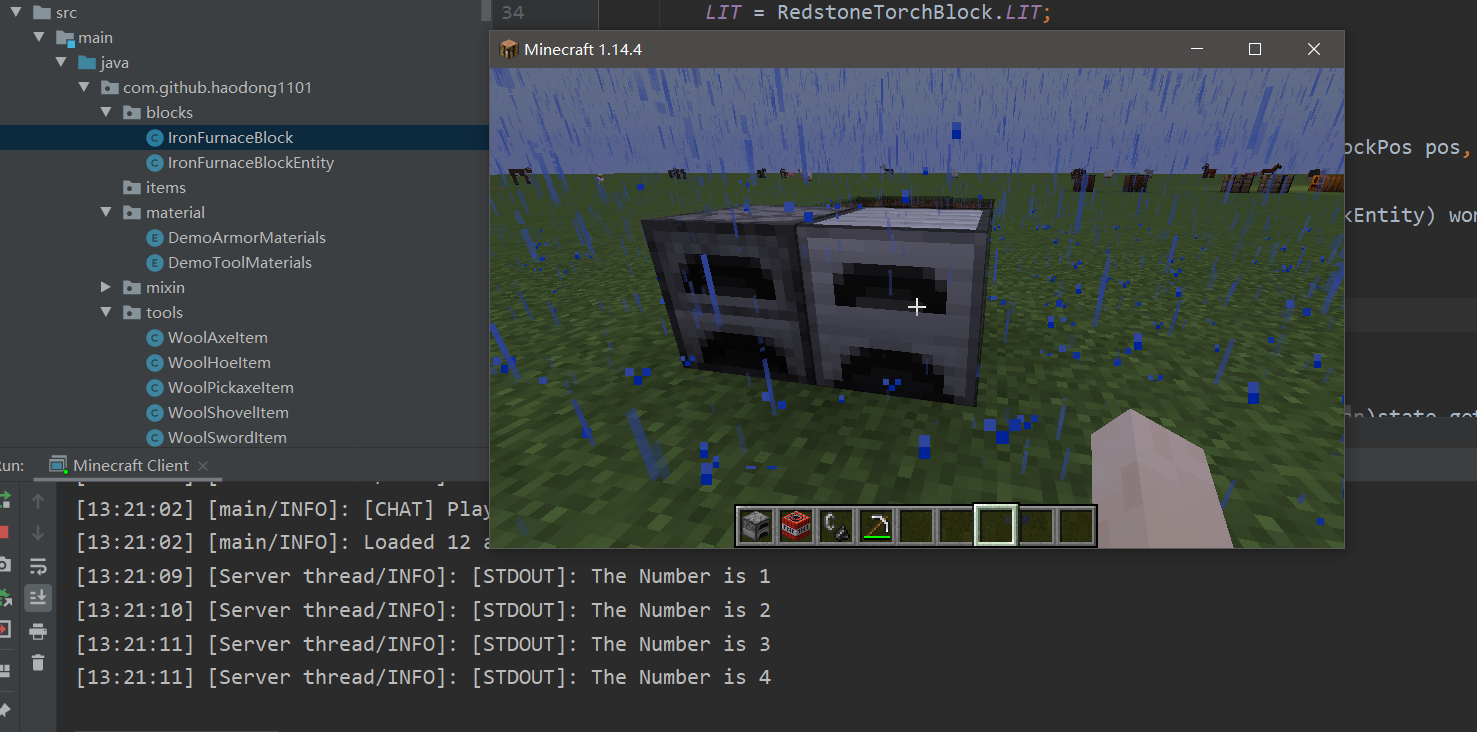 src
main
java
com.github.haodong1101
blocks
IronFurnaceBlock
IronFurnaceBlockEntity
items
material
DemoArmorMaterials
DemoToolMaterials
mixin
tools
WoolAxeItem
WoolHoeItem
WoolPickaxeItem
WoolShovelItem
WoolSwordItem
34 LIT = RedstoneTorchBlock.LIT;
Minecraft 1.14.4
ockPos pos,
kEntity) wor
n)state.get
un: Minecraft Client
[13:21:02] [main/INFO]: [CHAT] Play
[13:21:02] [main/INFO]: Loaded 12 a
[13:21:09] [Server thread/INFO]: [STDOUT]: The Number is 1
[13:21:10] [Server thread/INFO]: [STDOUT]: The Number is 2
[13:21:11] [Server thread/INFO]: [STDOUT]: The Number is 3
[13:21:11] [Server thread/INFO]: [STDOUT]: The Number is 4